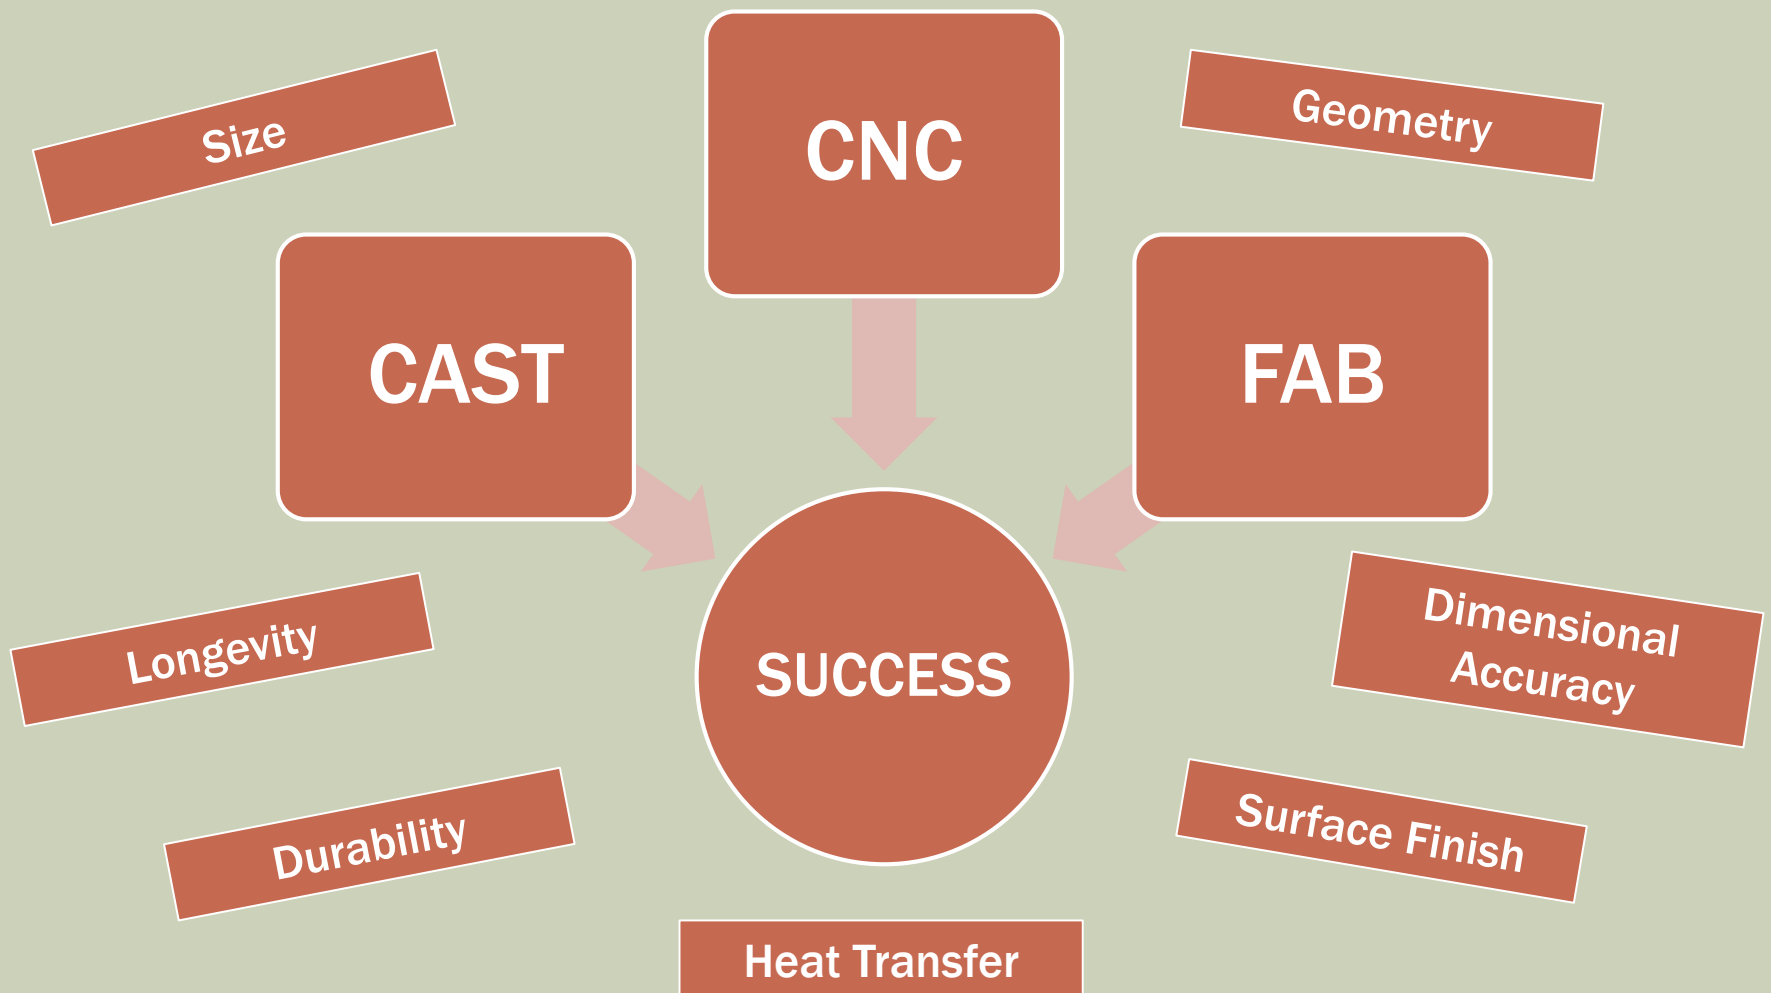 Size
CNC
Geometry
CAST
FAB
Longevity
SUCCESS
Dimensional
Accuracy
Durability
Surface Finish
Heat Transfer